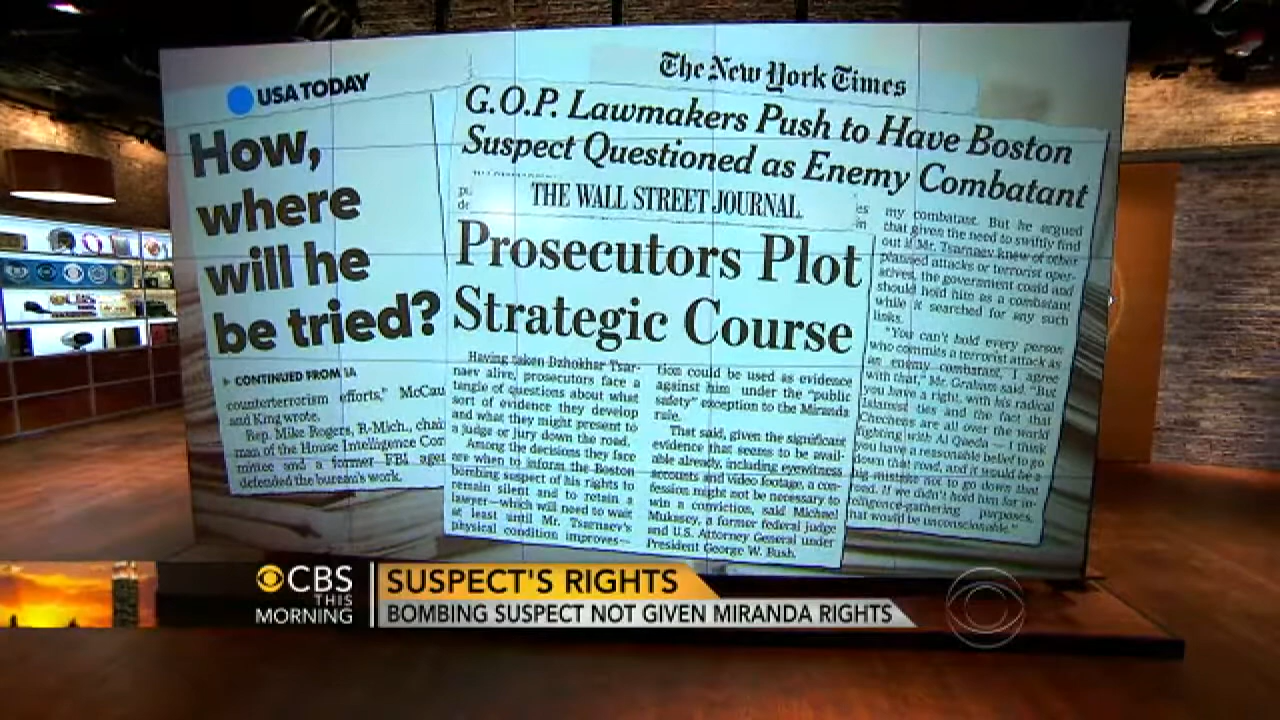 USA TODAY
How,
where
will he
be tried?
CONTINUED FROM 1A
counterterrorism efforts," McCau
and King wrote.
Rep. Mike Rogers, R-Mich., chair
man of the House Intelligence Com
mittee and a former FBI agen
defended the bureau's work.
The New York Times
G.O.P. Lawmakers Push to Have Boston
Suspect Questioned as Enemy Combatant
THE WALL STREET JOURNAL.
Prosecutors Plot
Strategic Course
Having taken Dzhokhar Tsar-
naev alive, prosecutors face a
tangle of questions about what
sort of evidence they develop
and what they might present to
a judge or jury down the road.
Among the decisions they face
are when to inform the Boston
bombing suspect of his rights to
remain silent and to retain a
lawyer—which will need to wait
at least until Mr. Tsarnaev's
physical condition improves—
tion could be used as evidence
against him under the "public
safety" exception to the Miranda
rule.
That said, given the significant
evidence that seems to be avail-
able already, including eyewitness
accounts and video footage, a con-
fession might not be necessary to
win a conviction, said Michael
Mukasey, a former federal judge
and U.S. Attorney General under
President George W. Bush.
my combatant. But he argued
that given the need to swiftly find
out if Mr. Tsarnaev knew of other
planned attacks or terrorist oper-
atives, the government could and
should hold him as a combatant
while it searched for any such
links.
"You can't hold every person
who commits a terrorist attack as
an enemy combatant, I agree
with that," Mr. Graham said. "But
you have a right, with his radical
Islamist ties and the fact that
Chechens are all over the world
fighting with Al Qaeda — I think
you have a reasonable belief to go
down that road, and it would be a
big mistake not to go down that
road. If we didn't hold him for in-
telligence-gathering purposes,
that would be unconscionable."
CBS
THIS
MORNING
SUSPECT'S RIGHTS
BOMBING SUSPECT NOT GIVEN MIRANDA RIGHTS